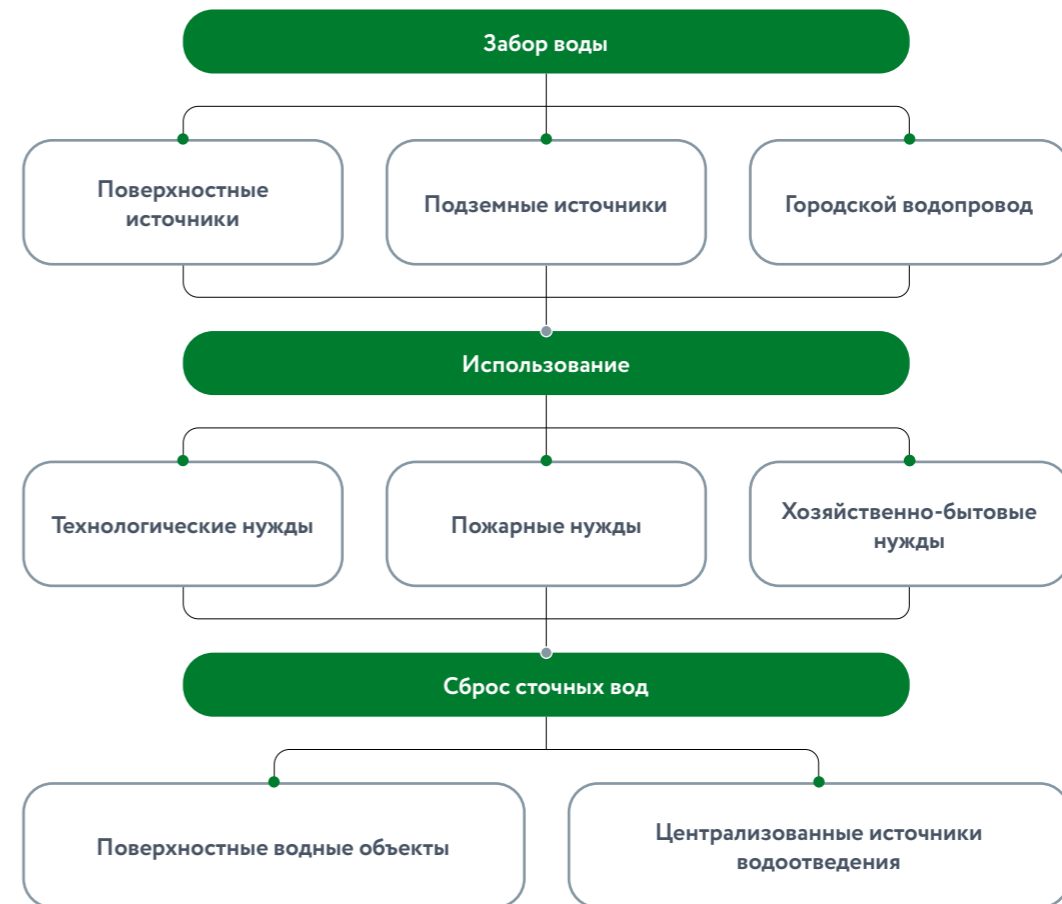 Забор воды
Поверхностные
источники
Подземные источники
Городской водопровод
Использование
Технологические нужды
Пожарные нужды
Хозяйственно-бытовые
нужды
Сброс сточных вод
Поверхностные водные объекты
Централизованные источники
водоотведения